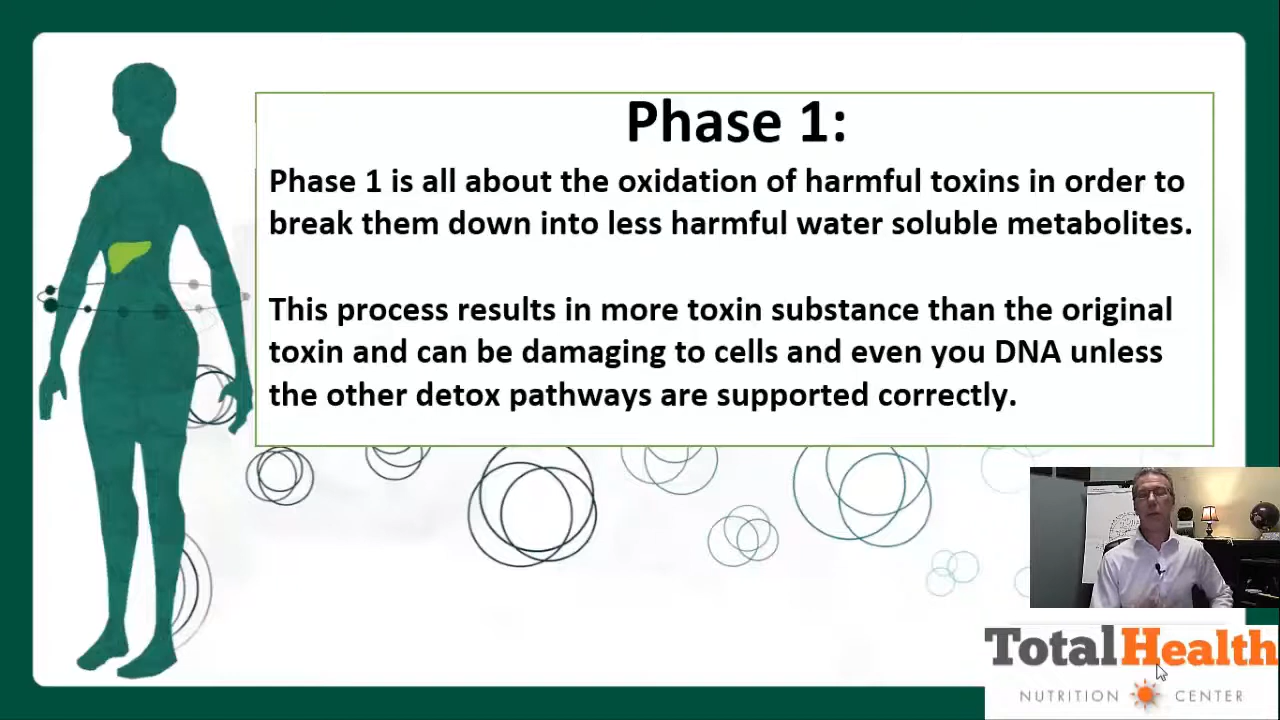 Phase 1:
Phase 1 is all about the oxidation of harmful toxins in order to
break them down into less harmful water soluble metabolites.
This process results in more toxin substance than the original
toxin and can be damaging to cells and even you DNA unless
the other detox pathways are supported correctly.
TotalHealth
NUTRITION CENTER